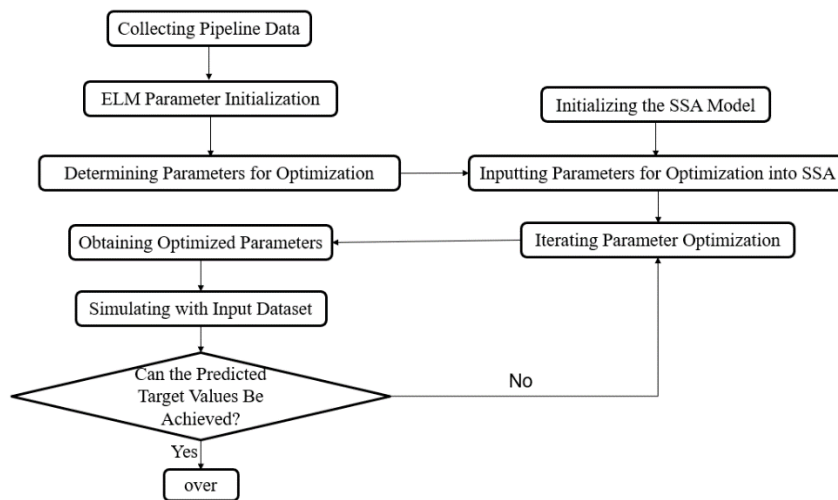 Collecting Pipeline Data
ELM Parameter Initialization
Initializing the SSA Model
Determining Parameters for Optimization
Inputting Parameters for Optimization into SSA
Obtaining Optimized Parameters
Iterating Parameter Optimization
Simulating with Input Dataset
Can the Predicted
Target Values Be
Achieved?
No
Yes
over